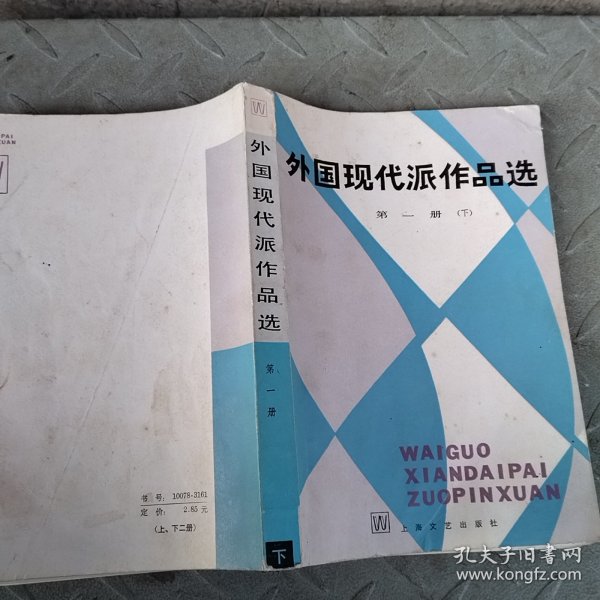 外国现代派作品选
第一册 (下)
WAIGUO
XIANDAIPAI
ZUOPINXUAN
W
上海文艺出版社
W
外国现代派作品选
第一册
下
PAI
XUAN
书号: 10078-3161
定价: 2.85元
(上、下二册)
孔夫子旧书网
www.kongfz.com